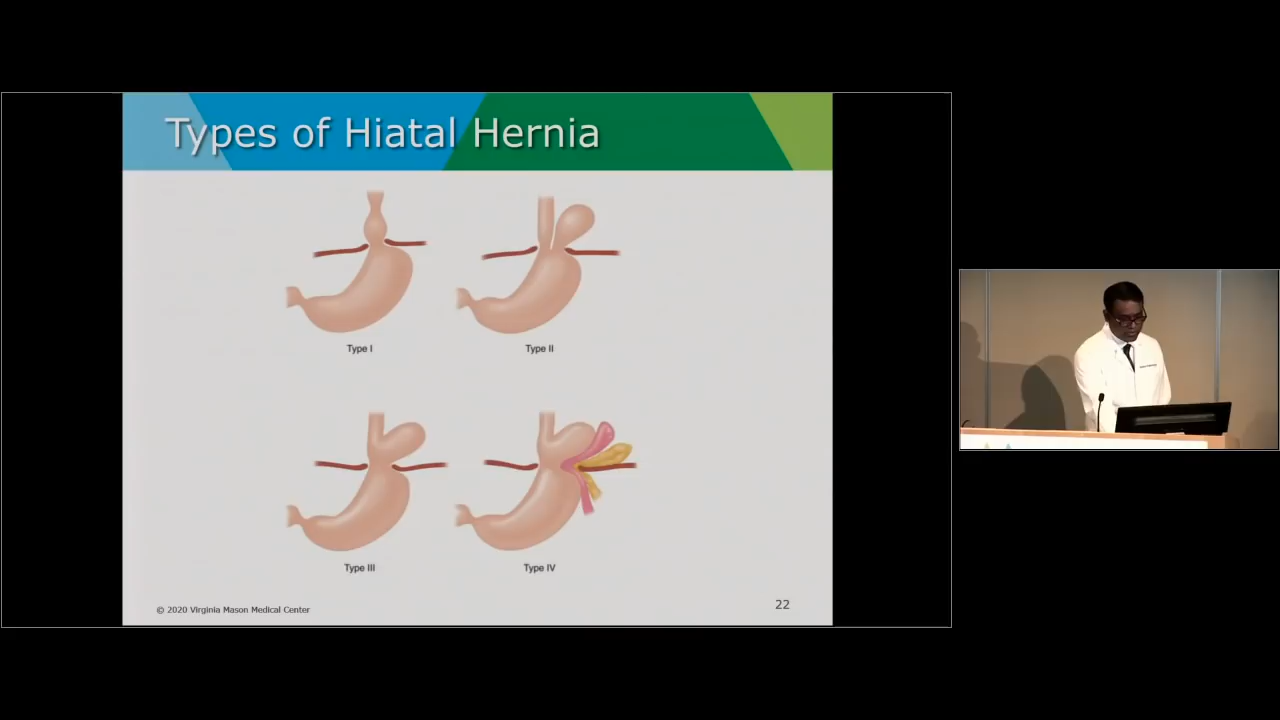 Types of Hiatal Hernia
Type I
Type II
Type III
Type IV
© 2020 Virginia Mason Medical Center
22